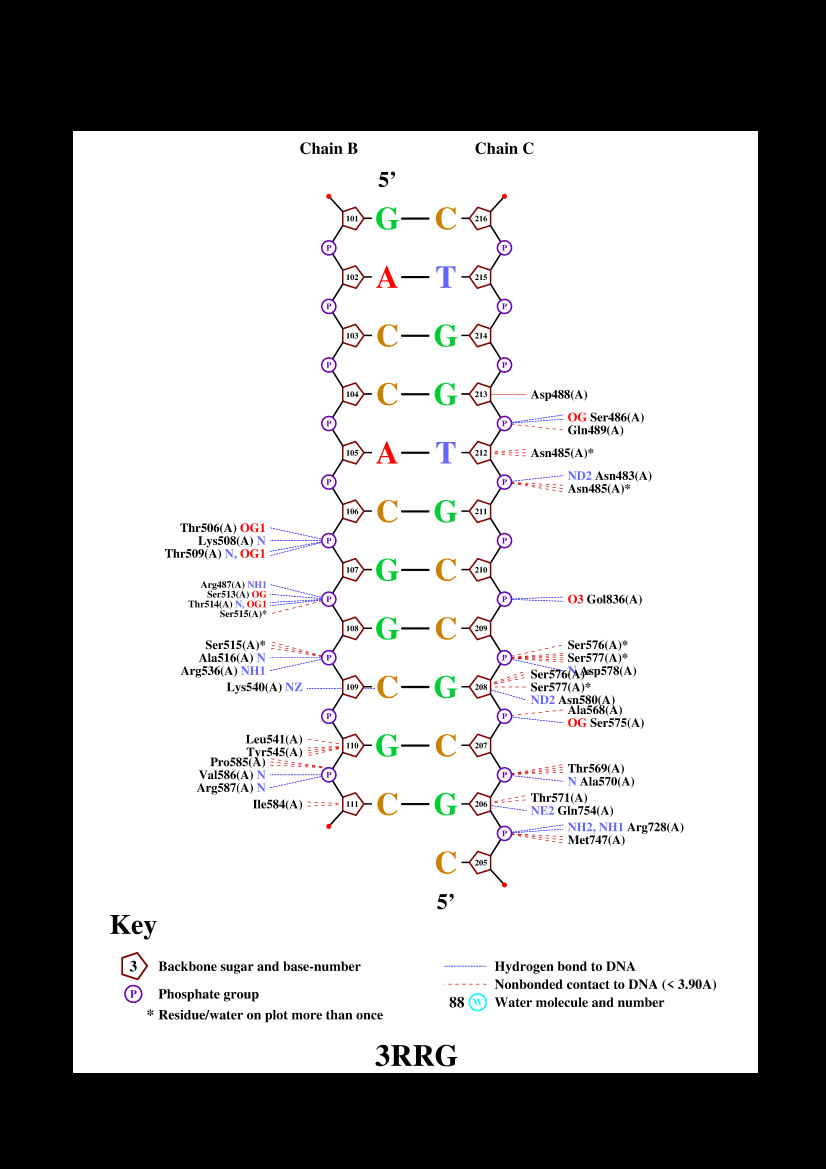 Chain B Chain C
5’
101 G C 216
P P
102 A T 215
P P
103 C G 214
P P
104 C G 213 Asp488(A)
P P OG Ser486(A)
Gln489(A)
105 A T 212 Asn485(A)*
P P ND2 Asn483(A)
Asn485(A)*
106 C G 211
Thr506(A) OG1
Lys508(A) N P P
Thr509(A) N, OG1
107 G C 210
Arg487(A) NH1
Ser513(A) OG P P O3 Gol836(A)
Thr514(A) N, OG1
Ser515(A)*
108 G C 209
Ser515(A)* Ser576(A)*
Ala516(A) N P P Ser577(A)*
Arg536(A) NH1 N Asp578(A)
Ser576(A)*
Lys540(A) NZ 109 C G 208 Ser577(A)*
ND2 Asn580(A)
P P Ala568(A)
OG Ser575(A)
Leu541(A) 110 G C 207
Tyr545(A)
Pro585(A) Thr569(A)
Val586(A) N P P N Ala570(A)
Arg587(A) N
Ile584(A) 111 C G 206 Thr571(A)
NE2 Gln754(A)
P NH2, NH1 Arg728(A)
Met747(A)
C 205
5’
Key
3 Backbone sugar and base-number
P Phosphate group
* Residue/water on plot more than once
Hydrogen bond to DNA
Nonbonded contact to DNA (< 3.90A)
88 W Water molecule and number
3RRG